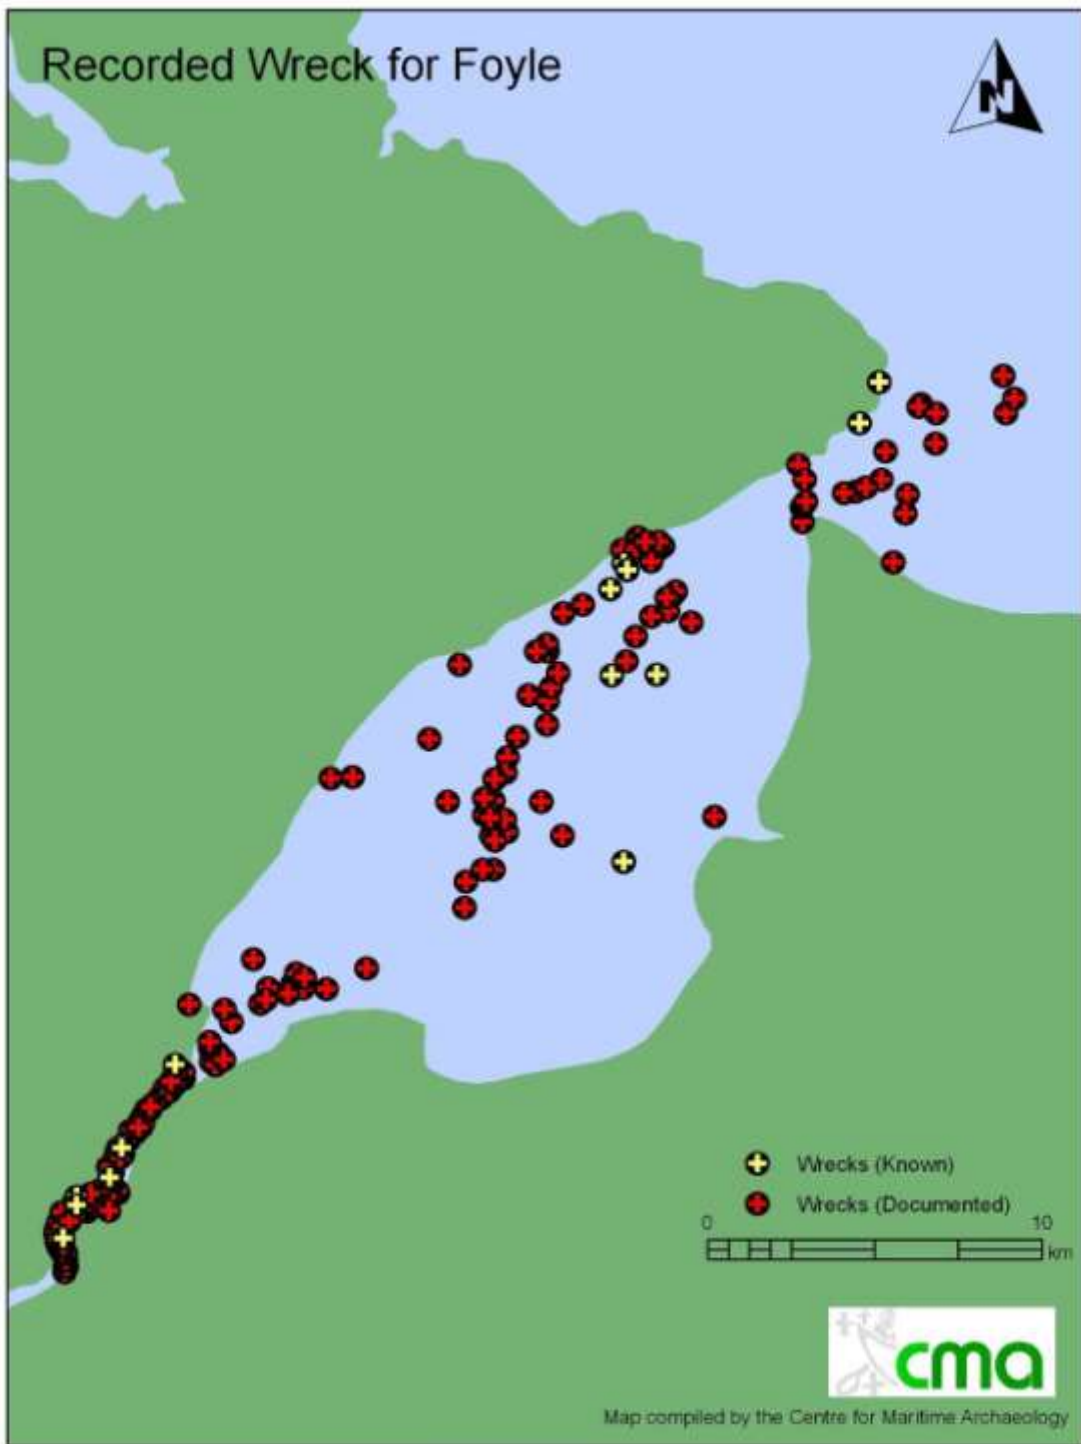 Recorded Wreck for Foyle
N
Wrecks (Known)
Wrecks (Documented)
0 10
km
cma
Map compiled by the Centre for Maritime Archaeology